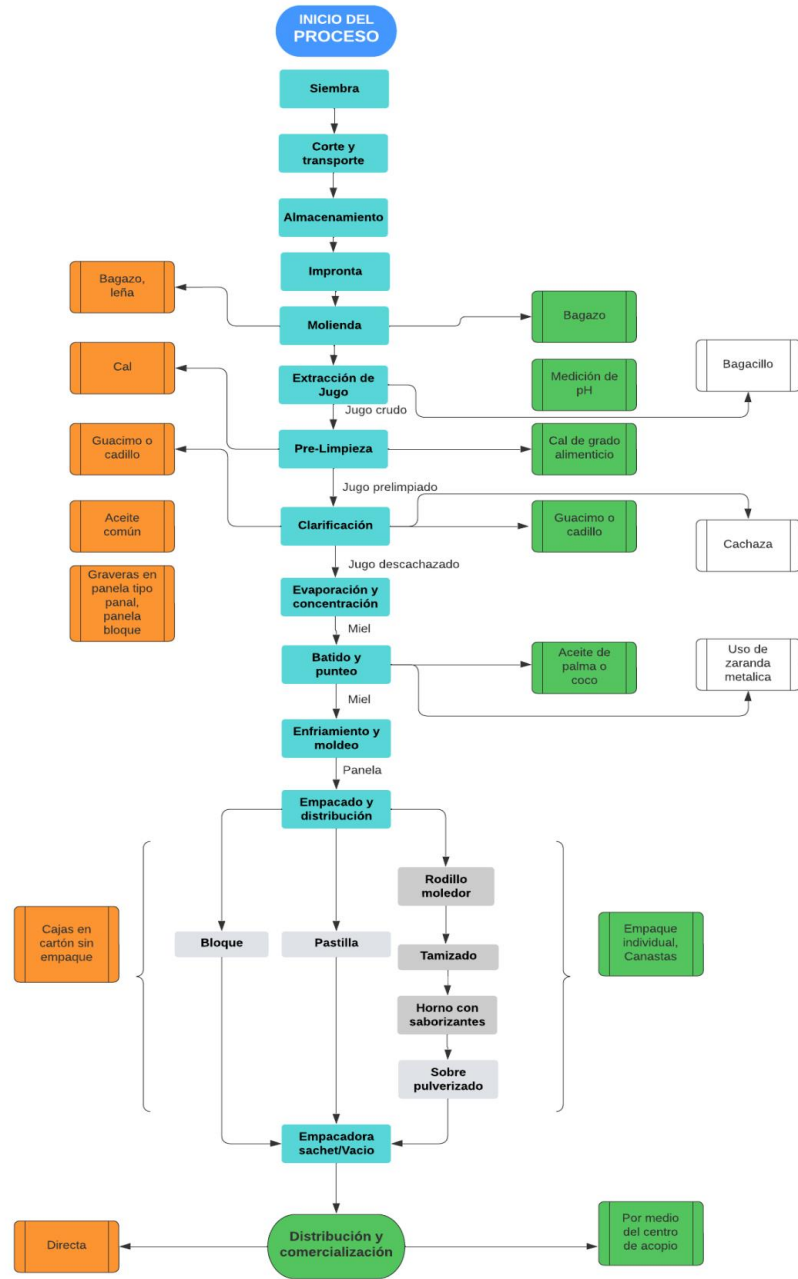 INICIO DEL
PROCESO
Siembra
Corte y
transporte
Almacenamiento
Impronta
Bagazo,
leña
Molienda
Bagazo
Cal
Extracción de
Jugo
Medición de
pH
Bagacillo
Jugo crudo
Guacimo o
cadillo
Pre-Limpieza
Cal de grado
alimenticio
Jugo prelimpiado
Aceite
común
Clarificación
Guacimo o
cadillo
Cachaza
Jugo descachazado
Graveras en
panela tipo
panal,
panela
bloque
Evaporación y
concentración
Miel
Batido y
punteo
Aceite de
palma o
coco
Uso de
zaranda
metalica
Miel
Enfriamiento y
moldeo
Panela
Empacado y
distribución
Rodillo
moledor
Cajas en
cartón sin
empaque
Bloque
Pastilla
Tamizado
Empaque
individual,
Canastas
Horno con
saborizantes
Sobre
pulverizado
Empacadora
sachet/Vacio
Directa
Distribución y
comercialización
Por medio
del centro
de acopio